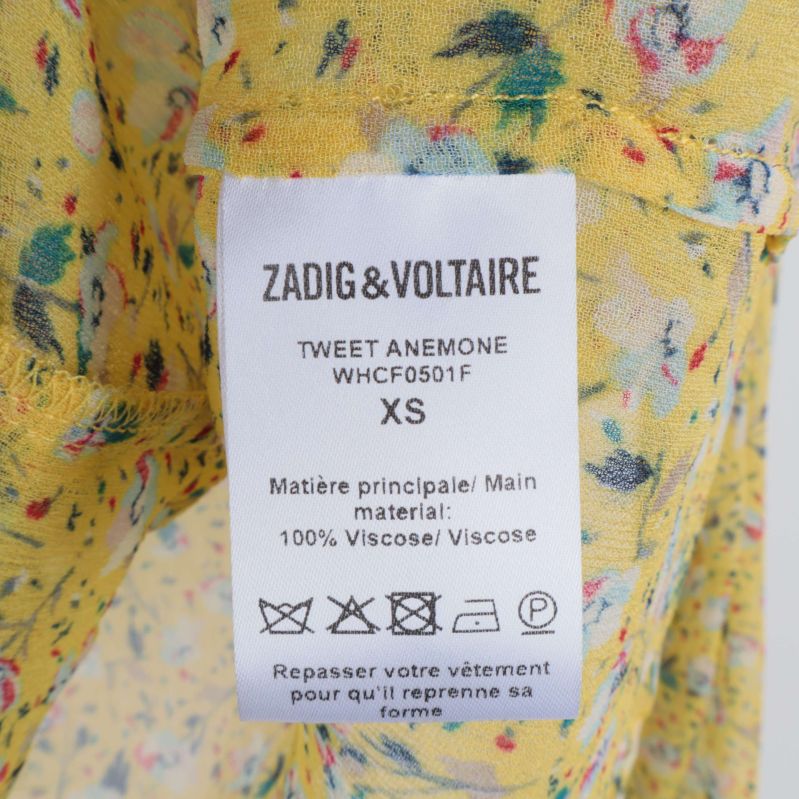 ZADIG&VOLTAIRE
TWEET ANEMONE
WHCF0501F
XS
Matière principale/ Main
material:
100% Viscose/ Viscose
P
Repasser votre vêtement
pour qu'il reprenne sa
forme